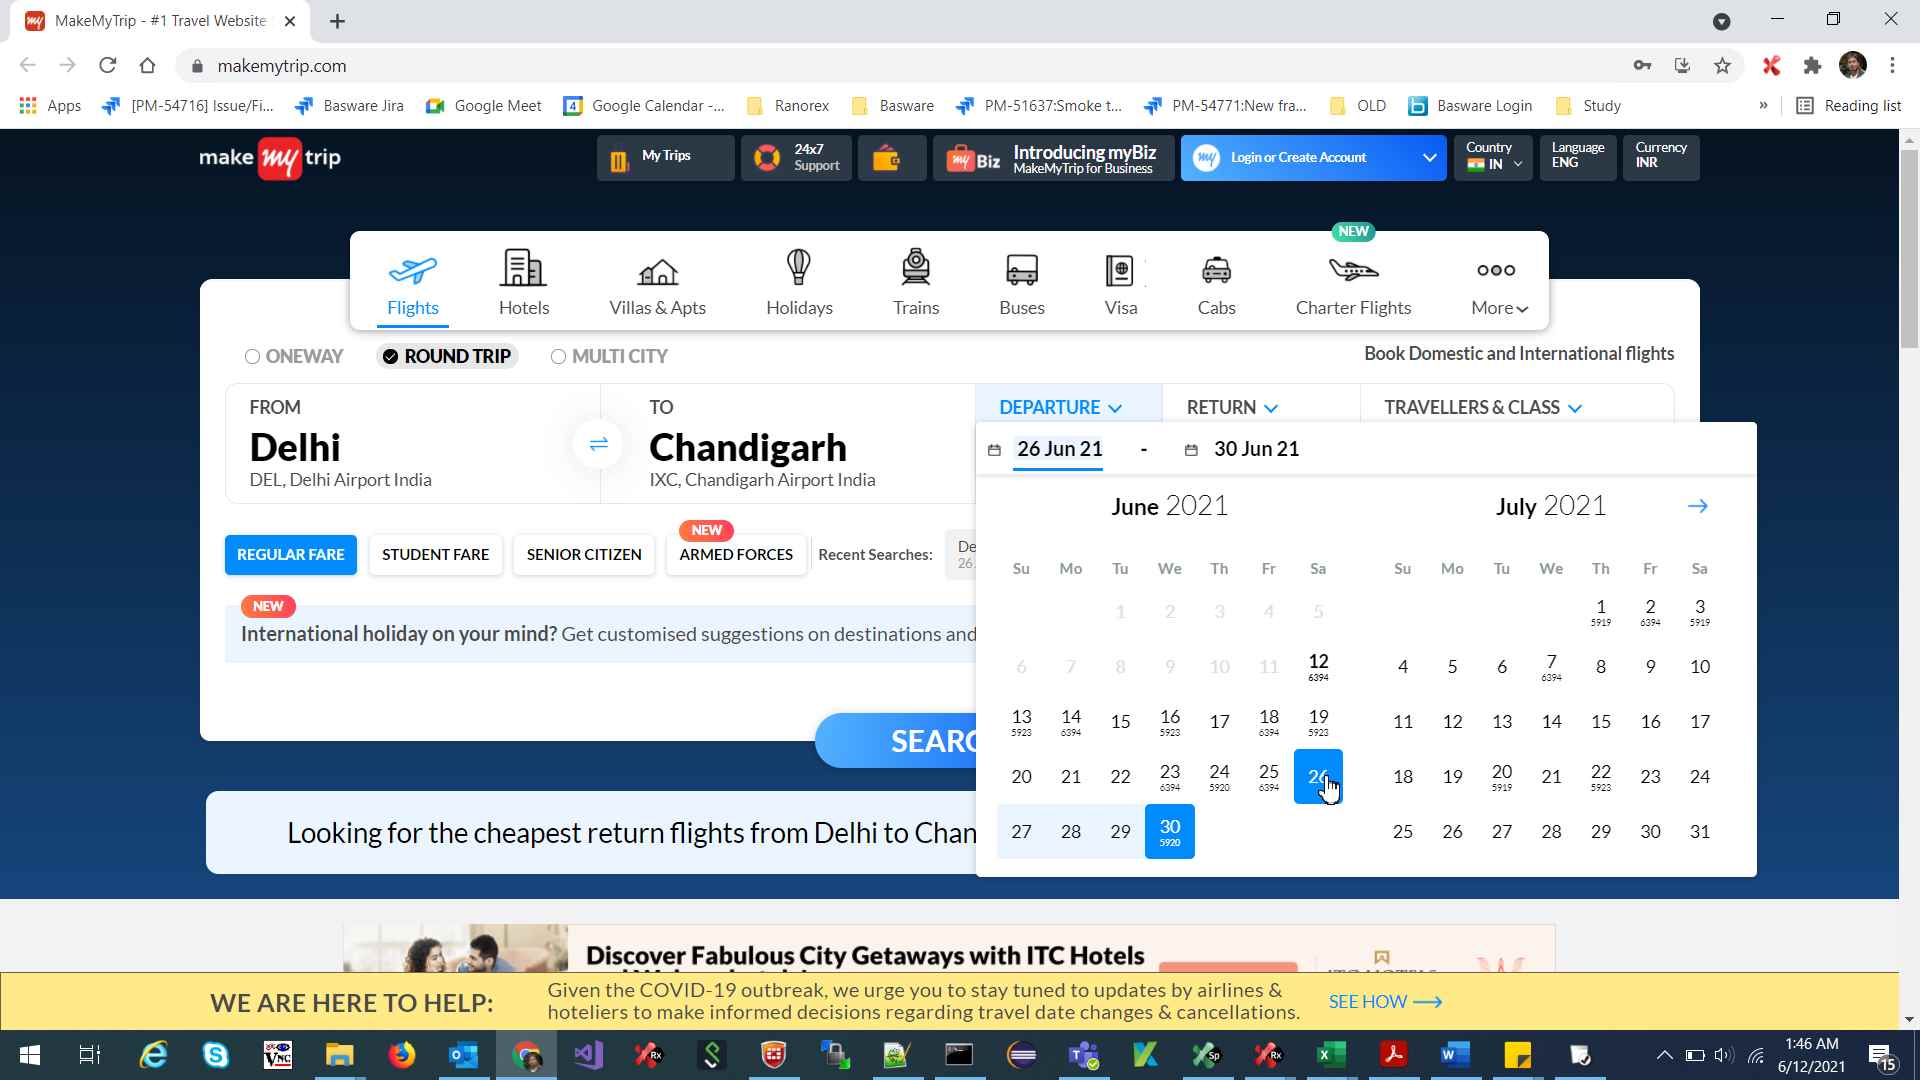 MakeMyTrip - #1 Travel Website
makemytrip.com
Apps
[PM-54716] Issue/Fi...
Basware Jira
Google Meet
4
Google Calendar -...
Ranorex
Basware
PM-51637:Smoke t...
PM-54771:New fra...
OLD
Basware Login
Study
»
Reading list
make my trip
My Trips
24x7
Support
my Biz
Introducing myBiz
MakeMyTrip for Business
my
Login or Create Account
Country
IN
Language
ENG
Currency
INR
NEW
Flights
Hotels
Villas & Apts
Holidays
Trains
Buses
Visa
Cabs
Charter Flights
More
ONEWAY
ROUND TRIP
MULTI CITY
Book Domestic and International flights
FROM
Delhi
DEL, Delhi Airport India
TO
Chandigarh
IXC, Chandigarh Airport India
DEPARTURE
RETURN
TRAVELLERS & CLASS
26 Jun 21 - 30 Jun 21
June 2021
Su Mo Tu We Th Fr Sa
1 2 3 4 5
6 7 8 9 10 11 12
6394
13 14 15 16 17 18 19
5923 6394 5923 6394 5923
20 21 22 23 24 25 26
6394 5920 6394
27 28 29 30
5920
July 2021
Su Mo Tu We Th Fr Sa
1 2 3
5919 6394 5919
4 5 6 7 8 9 10
6394
11 12 13 14 15 16 17
18 19 20 21 22 23 24
5919 5923
25 26 27 28 29 30 31
REGULAR FARE
STUDENT FARE
SENIOR CITIZEN
NEW
ARMED FORCES
Recent Searches:
De
26
NEW
International holiday on your mind? Get customised suggestions on destinations and
SEARC
Looking for the cheapest return flights from Delhi to Chan
Discover Fabulous City Getaways with ITC Hotels
WE ARE HERE TO HELP:
Given the COVID-19 outbreak, we urge you to stay tuned to updates by airlines &
hoteliers to make informed decisions regarding travel date changes & cancellations.
SEE HOW
VNC
Rx
Sp
Rx
1:46 AM
6/12/2021
15